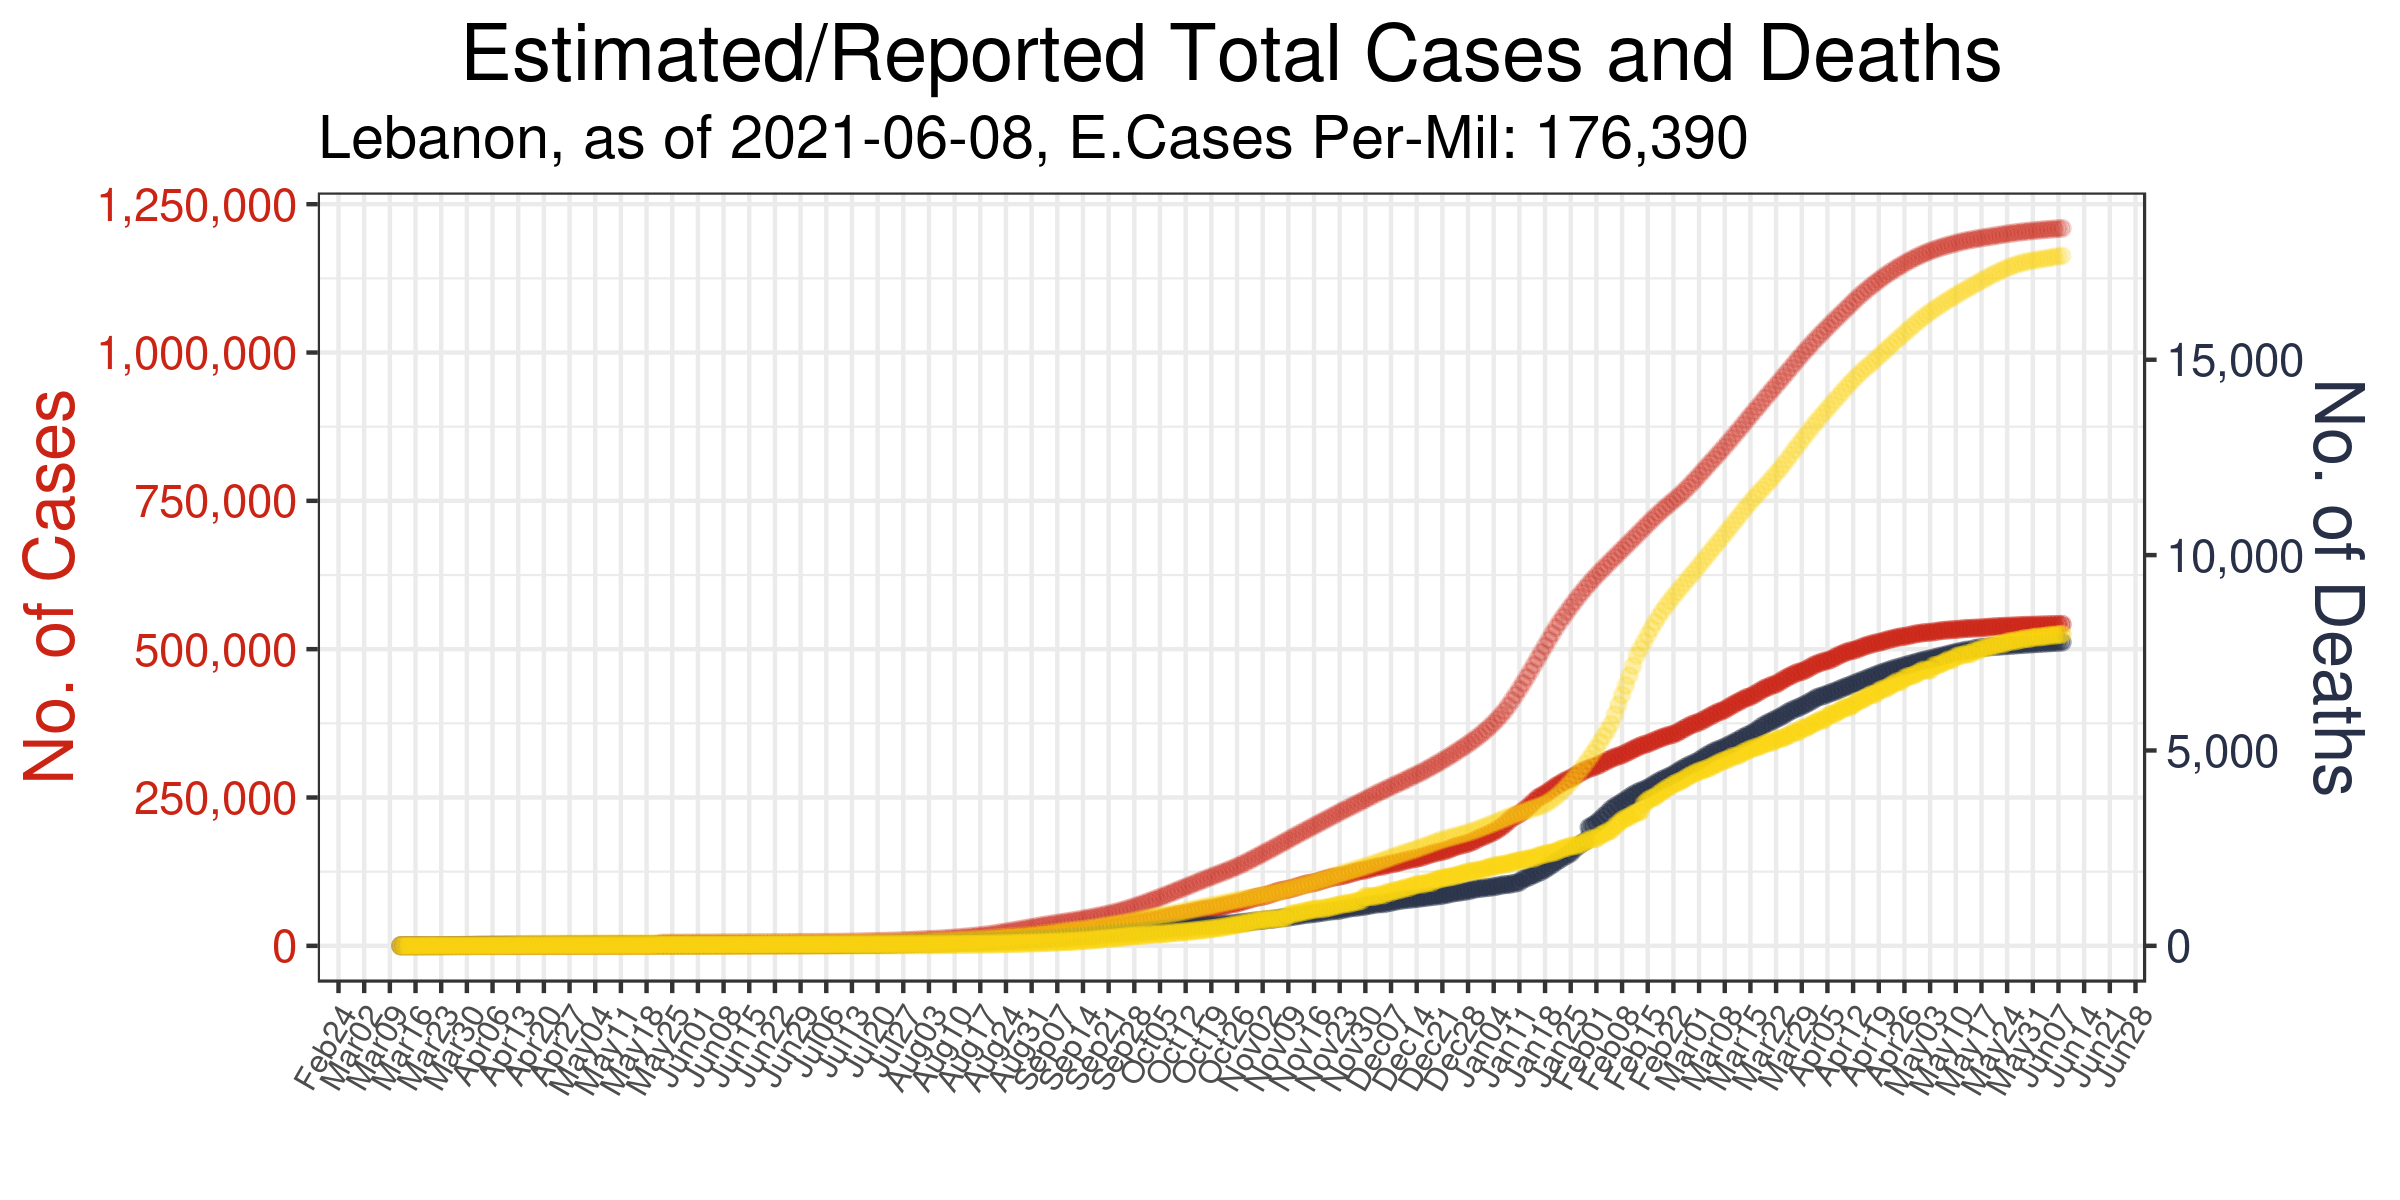 Estimated/Reported Total Cases and Deaths
Lebanon, as of 2021-06-08, E.Cases Per-Mil: 176,390
No. of Cases
1,250,000
1,000,000
750,000
500,000
250,000
0
15,000
10,000
5,000
0
No. of Deaths
Feb24
Mar02
Mar09
Mar16
Mar23
Mar30
Apr06
Apr13
Apr20
Apr27
May04
May11
May18
May25
Jun01
Jun08
Jun15
Jun22
Jun29
Jul06
Jul13
Jul20
Jul27
Aug03
Aug10
Aug17
Aug24
Aug31
Sep07
Sep14
Sep21
Sep28
Oct05
Oct12
Oct19
Oct26
Nov02
Nov09
Nov16
Nov23
Nov30
Dec07
Dec14
Dec21
Dec28
Jan04
Jan11
Jan18
Jan25
Feb01
Feb08
Feb15
Feb22
Mar01
Mar08
Mar15
Mar22
Mar29
Apr05
Apr12
Apr19
Apr26
May03
May10
May17
May24
May31
Jun07
Jun14
Jun21
Jun28